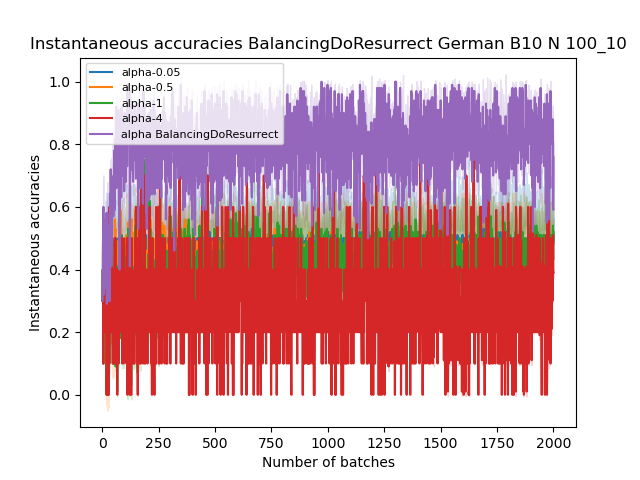 Instantaneous accuracies BalancingDoResurrect German B10 N 100_10
alpha-0.05
alpha-0.5
alpha-1
alpha-4
alpha BalancingDoResurrect
1.0
0.8
0.6
0.4
0.2
0.0
Instantaneous accuracies
0 250 500 750 1000 1250 1500 1750 2000
Number of batches